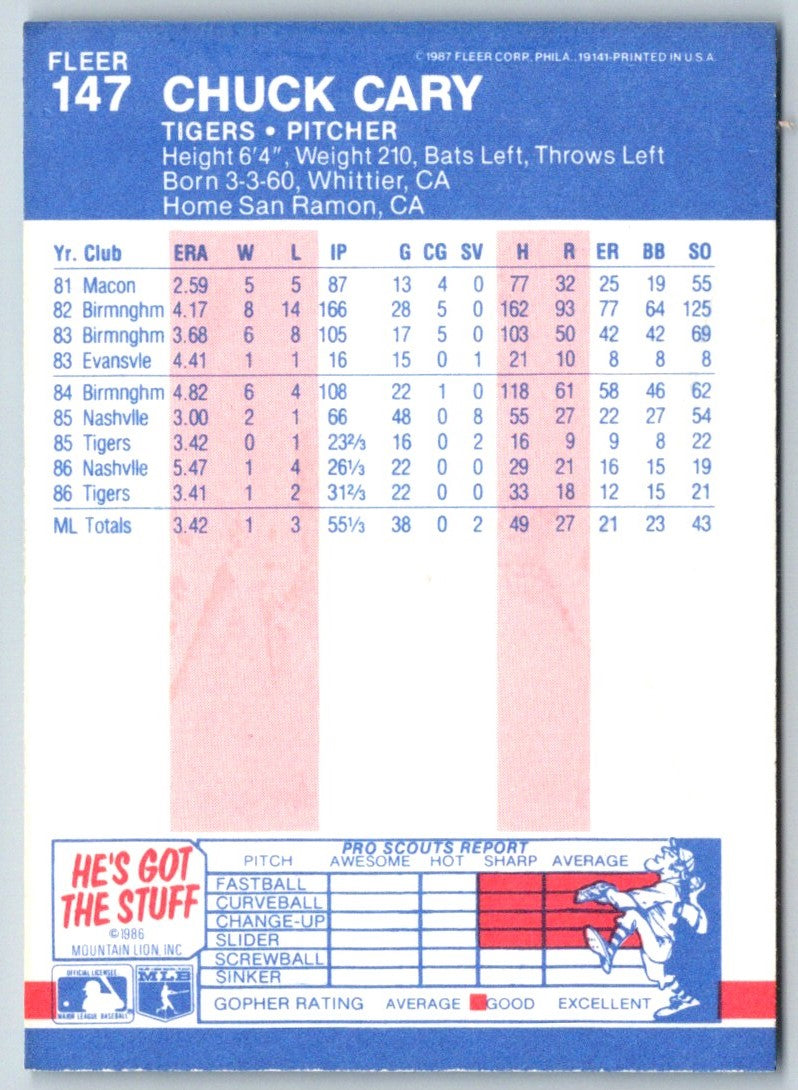 FLEER
© 1987 FLEER CORP. PHILA., 19141-PRINTED IN U.S.A.
147 CHUCK CARY
TIGERS • PITCHER
Height 6'4", Weight 210, Bats Left, Throws Left
Born 3-3-60, Whittier, CA
Home San Ramon, CA
Yr. Club ERA W L IP G CG SV H R ER BB SO
81 Macon 2.59 5 5 87 13 4 0 77 32 25 19 55
82 Birmnghm 4.17 8 14 166 28 5 0 162 93 77 64 125
83 Birmnghm 3.68 6 8 105 17 5 0 103 50 42 42 69
83 Evansvle 4.41 1 1 16 15 0 1 21 10 8 8 8
84 Birmnghm 4.82 6 4 108 22 1 0 118 61 58 46 62
85 Nashvlle 3.00 2 1 66 48 0 8 55 27 22 27 54
85 Tigers 3.42 0 1 23⅔ 16 0 2 16 9 9 8 22
86 Nashvlle 5.47 1 4 26⅓ 22 0 0 29 21 16 15 19
86 Tigers 3.41 1 2 31⅔ 22 0 0 33 18 12 15 21
ML Totals 3.42 1 3 55⅓ 38 0 2 49 27 21 23 43
HE'S GOT
THE STUFF
© 1986
MOUNTAIN LION, INC.
PRO SCOUTS REPORT
PITCH AWESOME HOT SHARP AVERAGE
FASTBALL
CURVEBALL
CHANGE-UP
SLIDER
SCREWBALL
SINKER
GOPHER RATING AVERAGE GOOD EXCELLENT
OFFICIAL LICENSEE
MAJOR LEAGUE BASEBALL
MLB